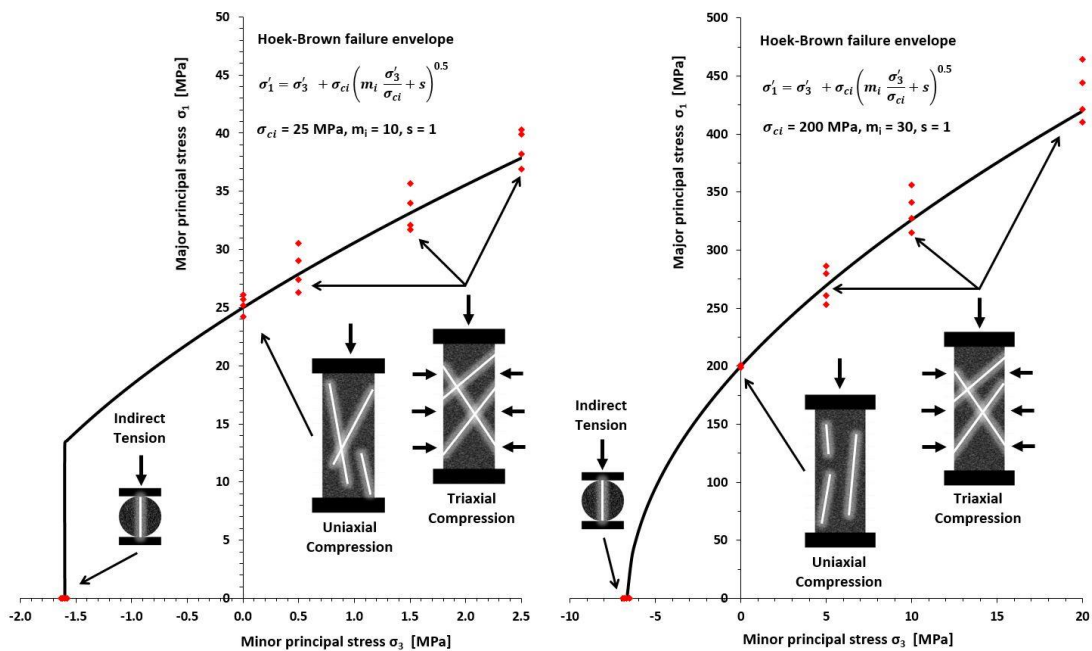 Hoek-Brown failure envelope
σ′₁ = σ′₃ + σci (mi σ′₃/σci + s)^0.5
σci = 25 MPa, mi = 10, s = 1
Major principal stress σ₁ [MPa]
50
45
40
35
30
25
20
15
10
5
0
Indirect
Tension
Uniaxial
Compression
Triaxial
Compression
-2.0 -1.5 -1.0 -0.5 0.0 0.5 1.0 1.5 2.0 2.5
Minor principal stress σ₃ [MPa]
Hoek-Brown failure envelope
σ′₁ = σ′₃ + σci (mi σ′₃/σci + s)^0.5
σci = 200 MPa, mi = 30, s = 1
Major principal stress σ₁ [MPa]
500
450
400
350
300
250
200
150
100
50
0
Indirect
Tension
Uniaxial
Compression
Triaxial
Compression
-10 -5 0 5 10 15 20
Minor principal stress σ₃ [MPa]